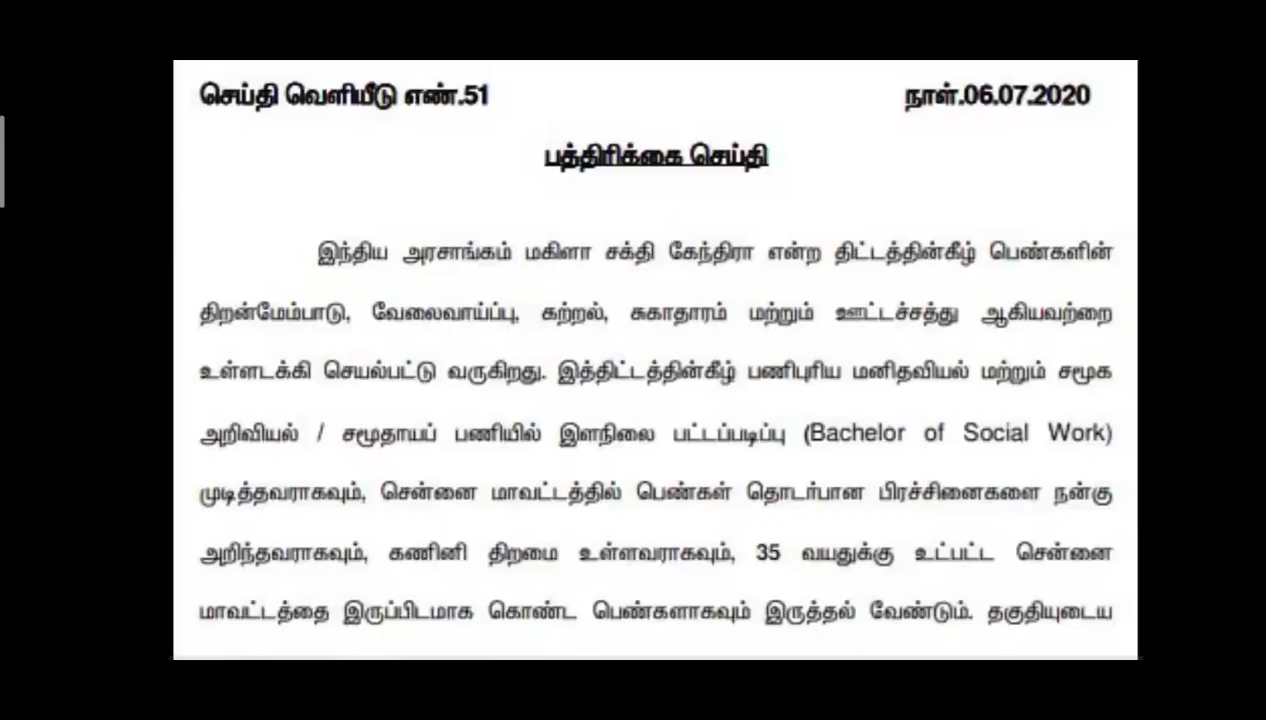 செய்தி வெளியீடு எண்.51 நாள்.06.07.2020
பத்திரிக்கை செய்தி
இந்திய அரசாங்கம் மகிளா சக்தி கேந்திரா என்ற திட்டத்தின்கீழ் பெண்களின்
திறன்மேம்பாடு, வேலைவாய்ப்பு, கற்றல், சுகாதாரம் மற்றும் ஊட்டச்சத்து ஆகியவற்றை
உள்ளடக்கி செயல்பட்டு வருகிறது. இத்திட்டத்தின்கீழ் பணிபுரிய மனிதவியல் மற்றும் சமூக
அறிவியல் / சமூதாயப் பணியில் இளநிலை பட்டப்படிப்பு (Bachelor of Social Work)
முடித்தவராகவும், சென்னை மாவட்டத்தில் பெண்கள் தொடர்பான பிரச்சினைகளை நன்கு
அறிந்தவராகவும், கணினி திறமை உள்ளவராகவும், 35 வயதுக்கு உட்பட்ட சென்னை
மாவட்டத்தை இருப்பிடமாக கொண்ட பெண்களாகவும் இருத்தல் வேண்டும். தகுதியுடைய